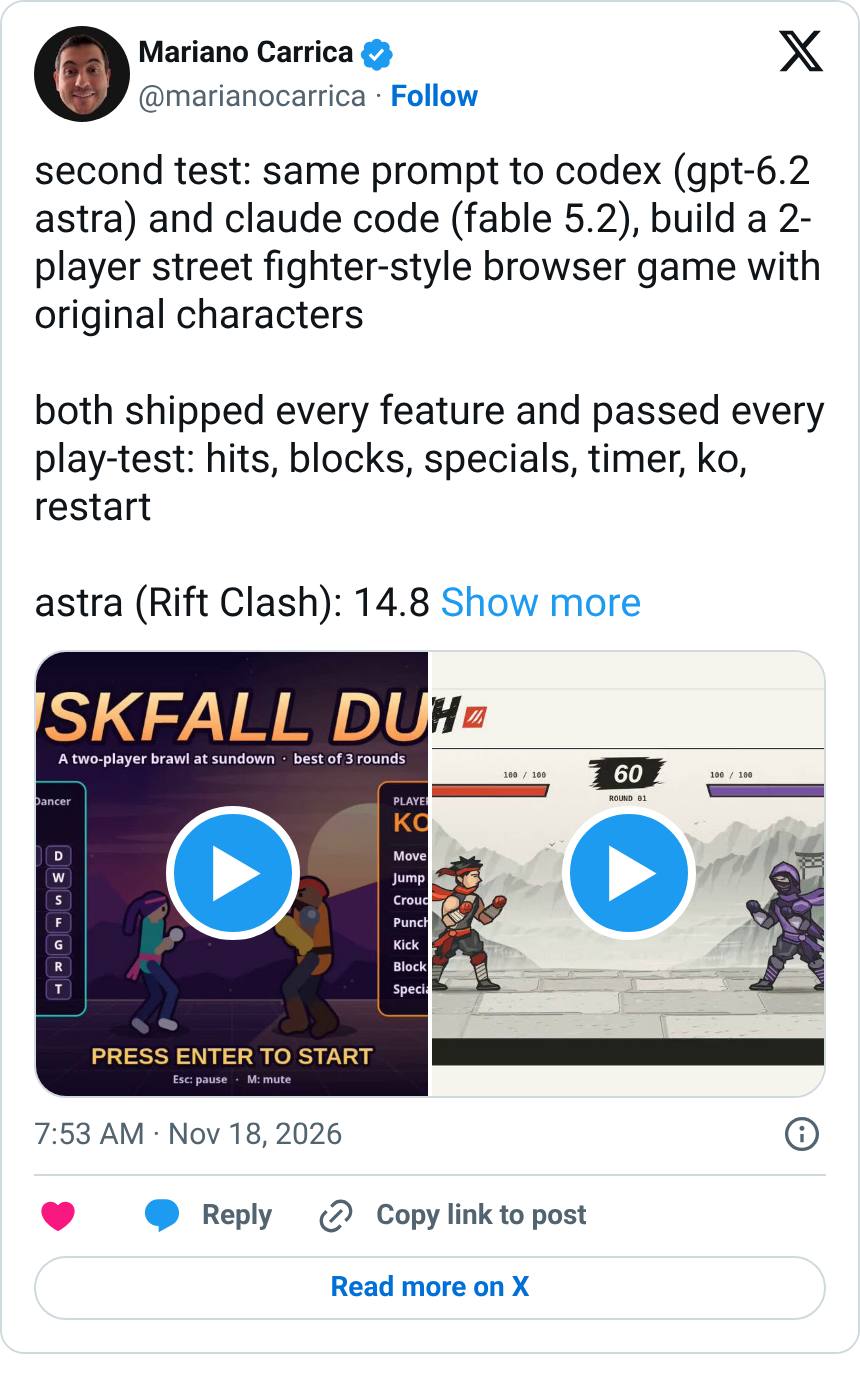 Mariano Carrica
@marianocarrica · Follow
second test: same prompt to codex (gpt-6.2
astra) and claude code (fable 5.2), build a 2-
player street fighter-style browser game with
original characters
both shipped every feature and passed every
play-test: hits, blocks, specials, timer, ko,
restart
astra (Rift Clash): 14.8 Show more
USKFALL DU
A two-player brawl at sundown · best of 3 rounds
Dancer
D
W
S
F
G
R
T
PLAYE
KO
Move
Jump
Crouc
Punch
Kick
Block
Specia
PRESS ENTER TO START
Esc: pause · M: mute
H
100 / 100
60
100 / 100
ROUND 01
7:53 AM · Nov 18, 2026
Reply
Copy link to post
Read more on X